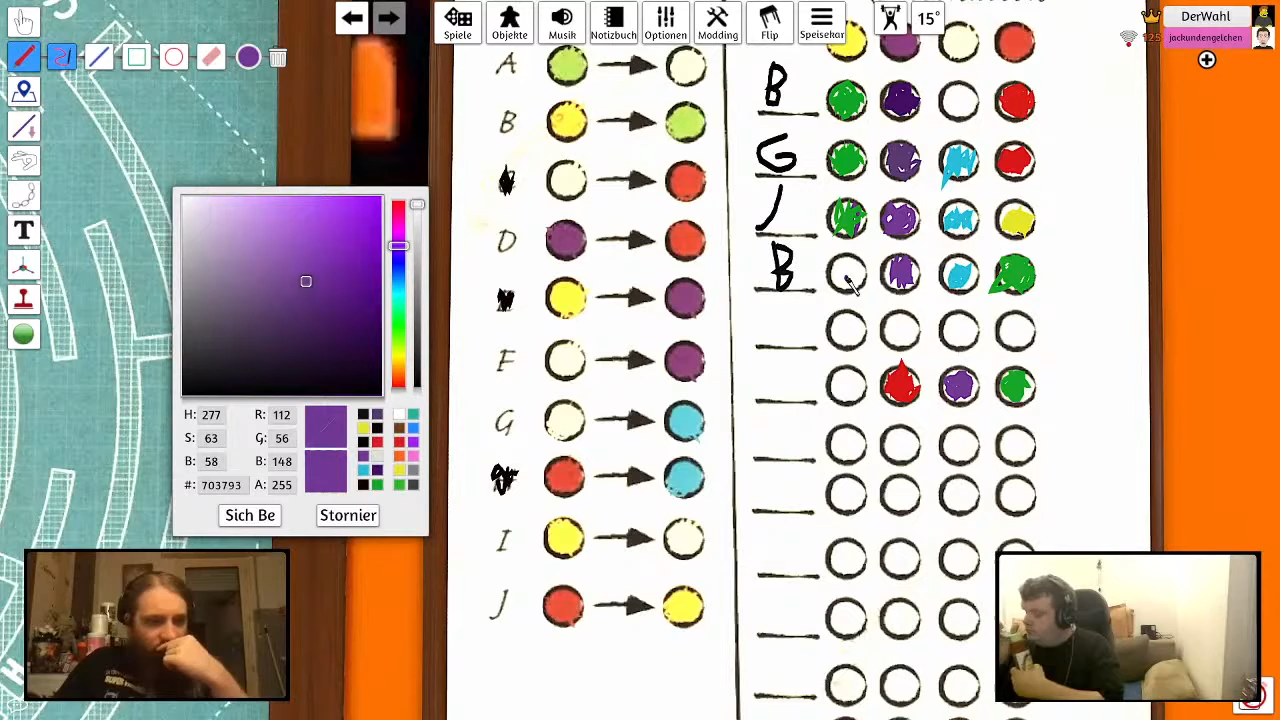 Spiele
Objekte
Musik
Notizbuch
Optionen
Modding
Flip
Speisekar
15°
DerWahl
jackundengelchen
T
H: 277
R: 112
S: 63
G: 56
B: 58
B: 148
#: 703793
A: 255
Sich Be
Stornier
A
B
D
F
G
I
J
B
G
J
B